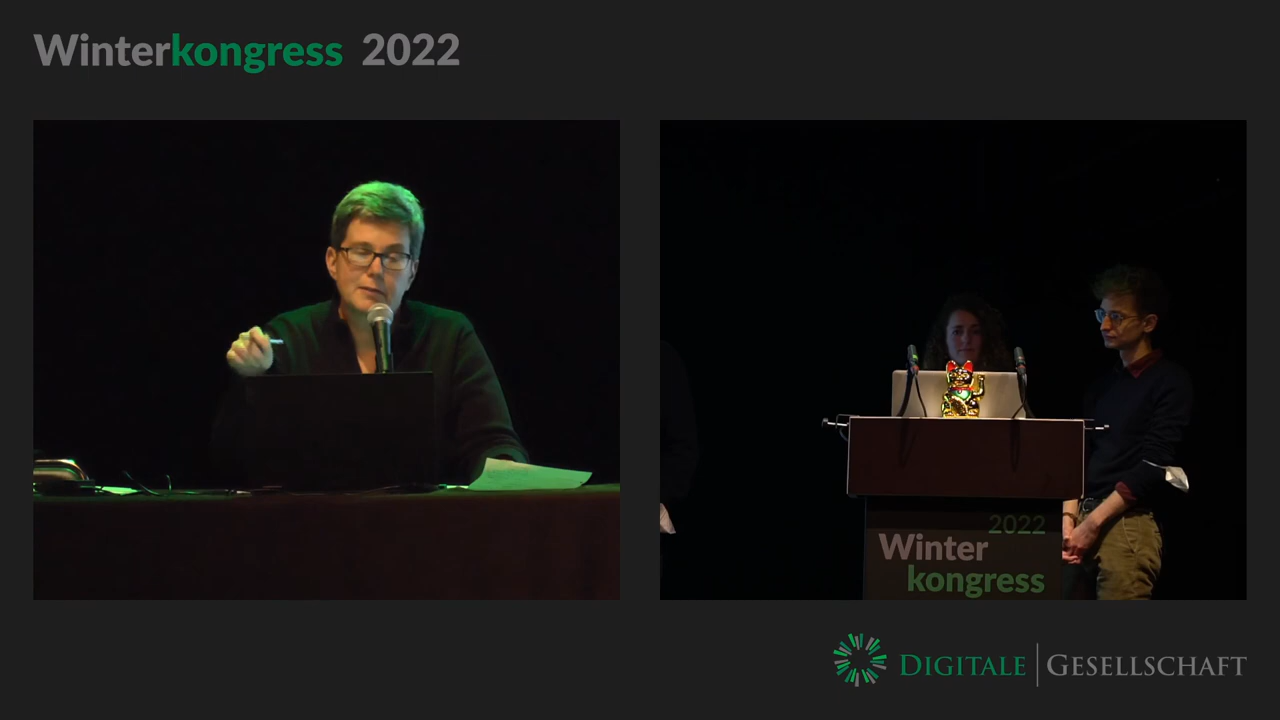 Winterkongress 2022
2022
Winter
kongress
DIGITALE | GESELLSCHAFT